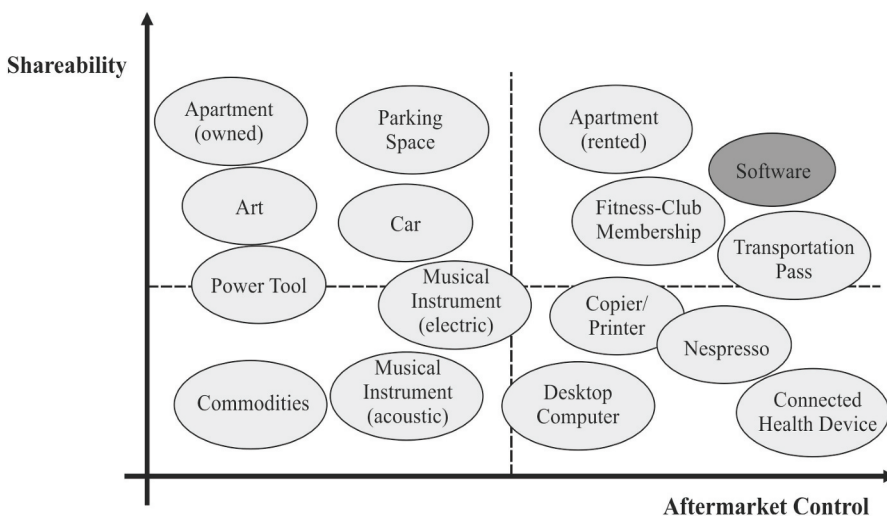 Shareability
Apartment
(owned)
Parking
Space
Apartment
(rented)
Software
Art
Car
Fitness-Club
Membership
Transportation
Pass
Power Tool
Musical
Instrument
(electric)
Copier/
Printer
Nespresso
Commodities
Musical
Instrument
(acoustic)
Desktop
Computer
Connected
Health Device
Aftermarket Control